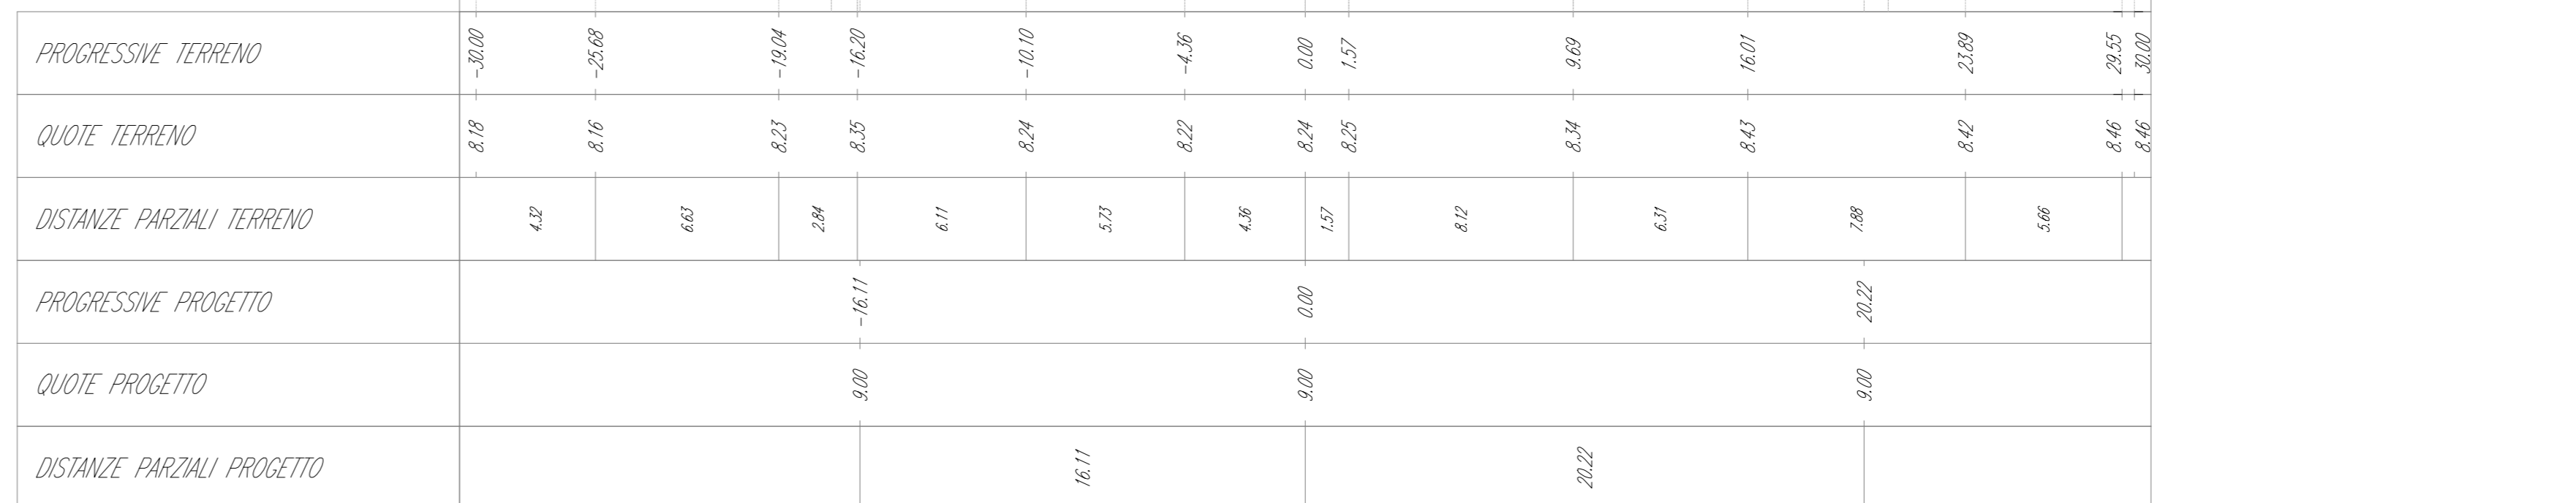 PROGRESSIVE TERRENO -30.00 -25.68 -19.04 -16.20 -10.10 -4.36 0.00 1.57 9.69 16.01 23.89 29.55 30.00
QUOTE TERRENO 8.18 8.16 8.23 8.35 8.24 8.22 8.24 8.25 8.34 8.43 8.42 8.46 8.46
DISTANZE PARZIALI TERRENO 4.32 6.63 2.84 6.11 5.73 4.36 1.57 8.12 6.31 7.88 5.66
PROGRESSIVE PROGETTO -16.11 0.00 20.22
QUOTE PROGETTO 9.00 9.00 9.00
DISTANZE PARZIALI PROGETTO 16.11 20.22